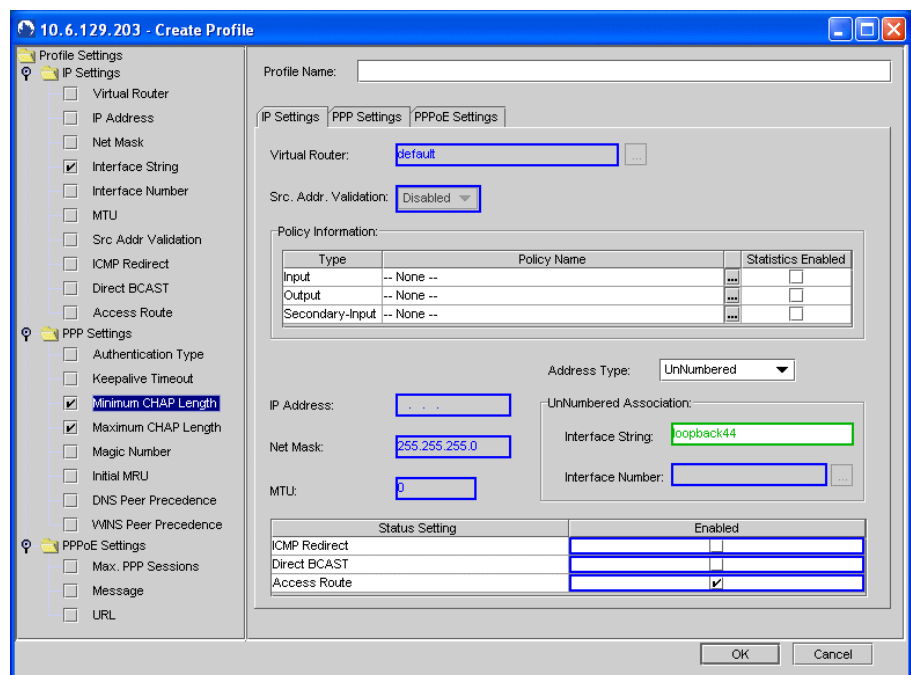 10.6.129.203 - Create Profile
Profile Settings
IP Settings
Virtual Router
IP Address
Net Mask
Interface String
Interface Number
MTU
Src Addr Validation
ICMP Redirect
Direct BCAST
Access Route
PPP Settings
Authentication Type
Keepalive Timeout
Minimum CHAP Length
Maximum CHAP Length
Magic Number
Initial MRU
DNS Peer Precedence
WINS Peer Precedence
PPPoE Settings
Max. PPP Sessions
Message
URL
Profile Name:
IP Settings PPP Settings PPPoE Settings
Virtual Router: default ...
Src. Addr. Validation: Disabled
Policy Information:
Type Policy Name Statistics Enabled
Input -- None -- ...
Output -- None -- ...
Secondary-Input -- None -- ...
Address Type: UnNumbered
IP Address: . . .
Net Mask: 255.255.255.0
MTU: 0
UnNumbered Association:
Interface String: loopback44
Interface Number: ...
Status Setting Enabled
ICMP Redirect
Direct BCAST
Access Route
OK Cancel